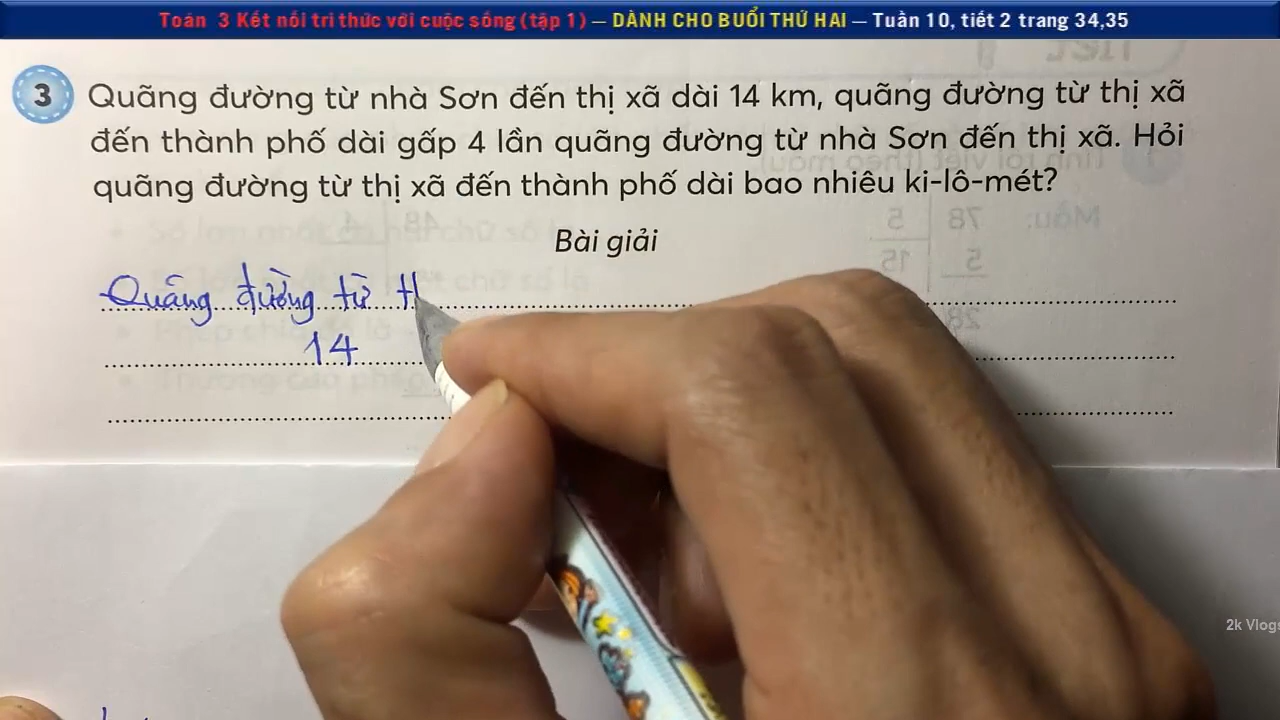 Toán 3 Kết nối tri thức với cuộc sống (tập 1) – DÀNH CHO BUỔI THỨ HAI – Tuần 10, tiết 2 trang 34,35
3 Quãng đường từ nhà Sơn đến thị xã dài 14 km, quãng đường từ thị xã
đến thành phố dài gấp 4 lần quãng đường từ nhà Sơn đến thị xã. Hỏi
quãng đường từ thị xã đến thành phố dài bao nhiêu ki-lô-mét?
Bài giải
Quãng đường từ th
14
2k Vlogs